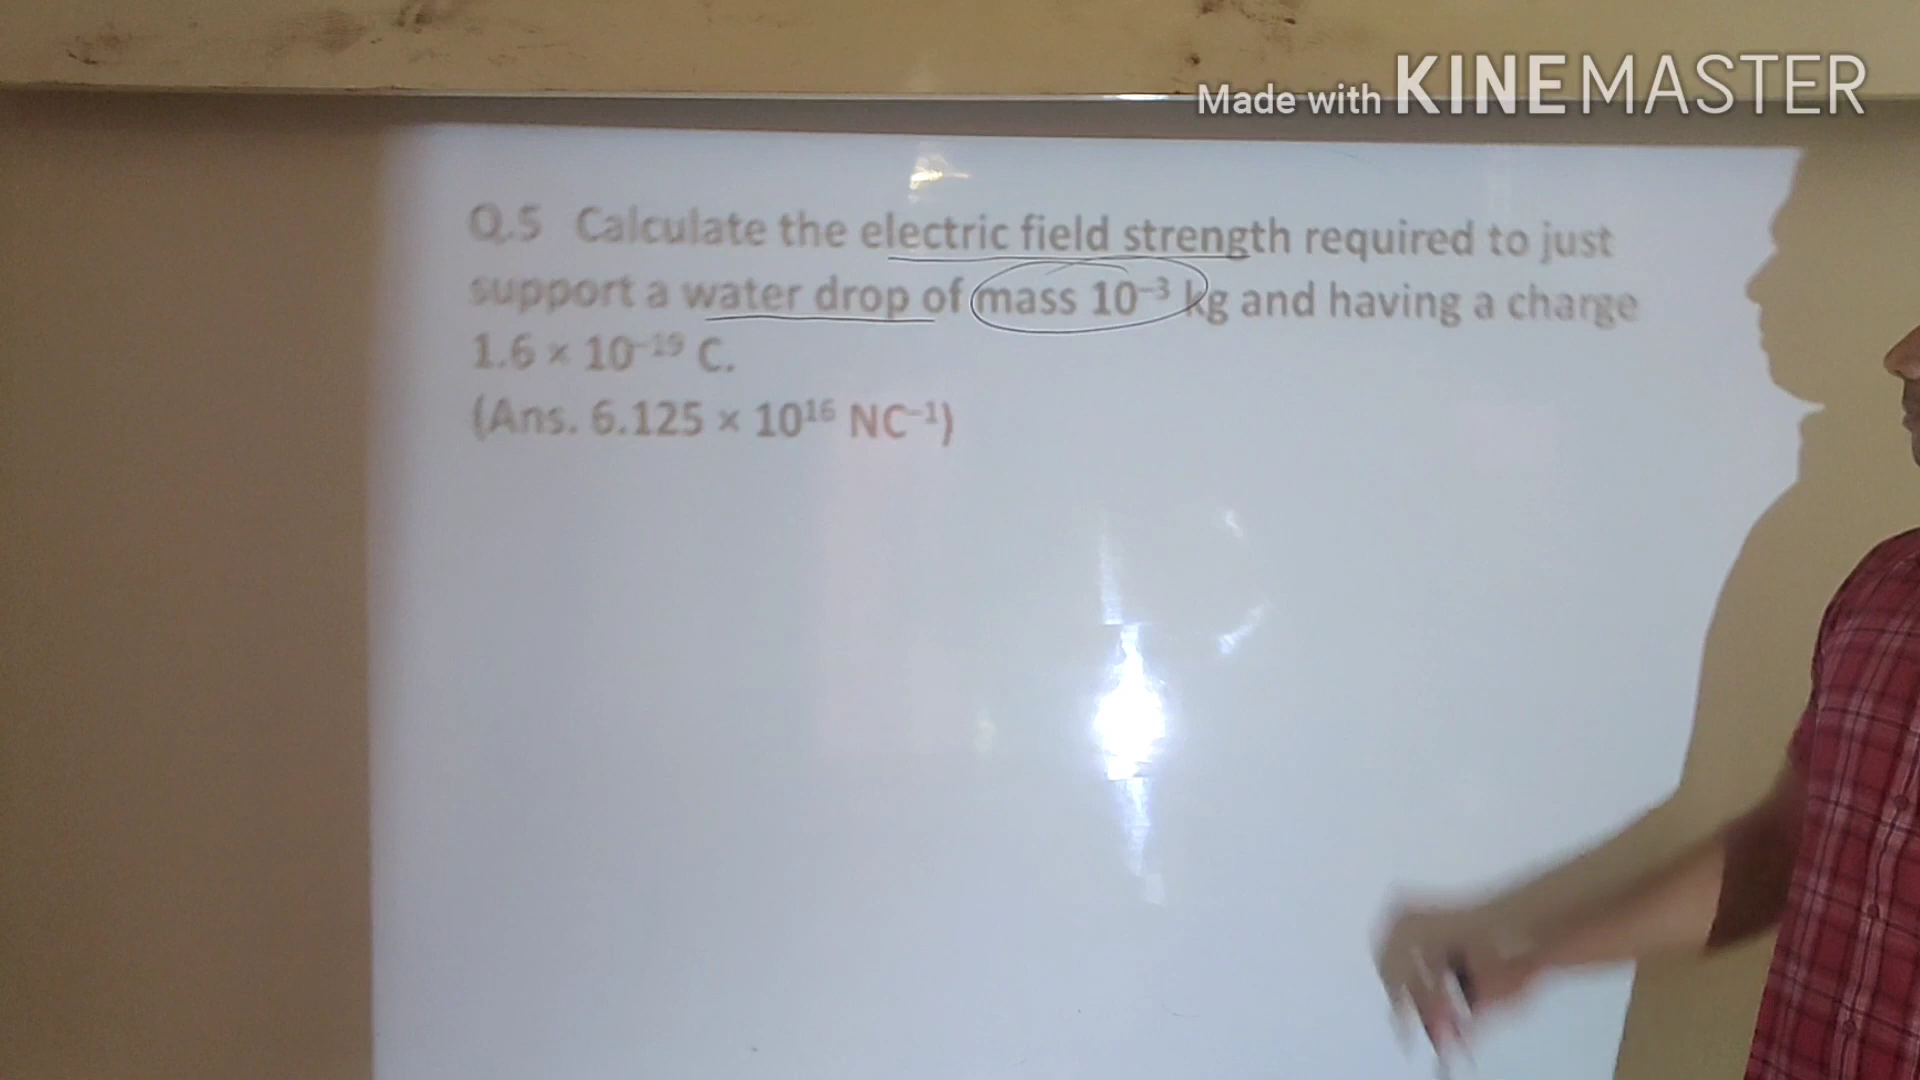 Made with KINEMASTER
Q.5 Calculate the electric field strength required to just
support a water drop of mass 10⁻³ kg and having a charge
1.6 × 10⁻¹⁹ C.
(Ans. 6.125 × 10¹⁶ NC⁻¹)